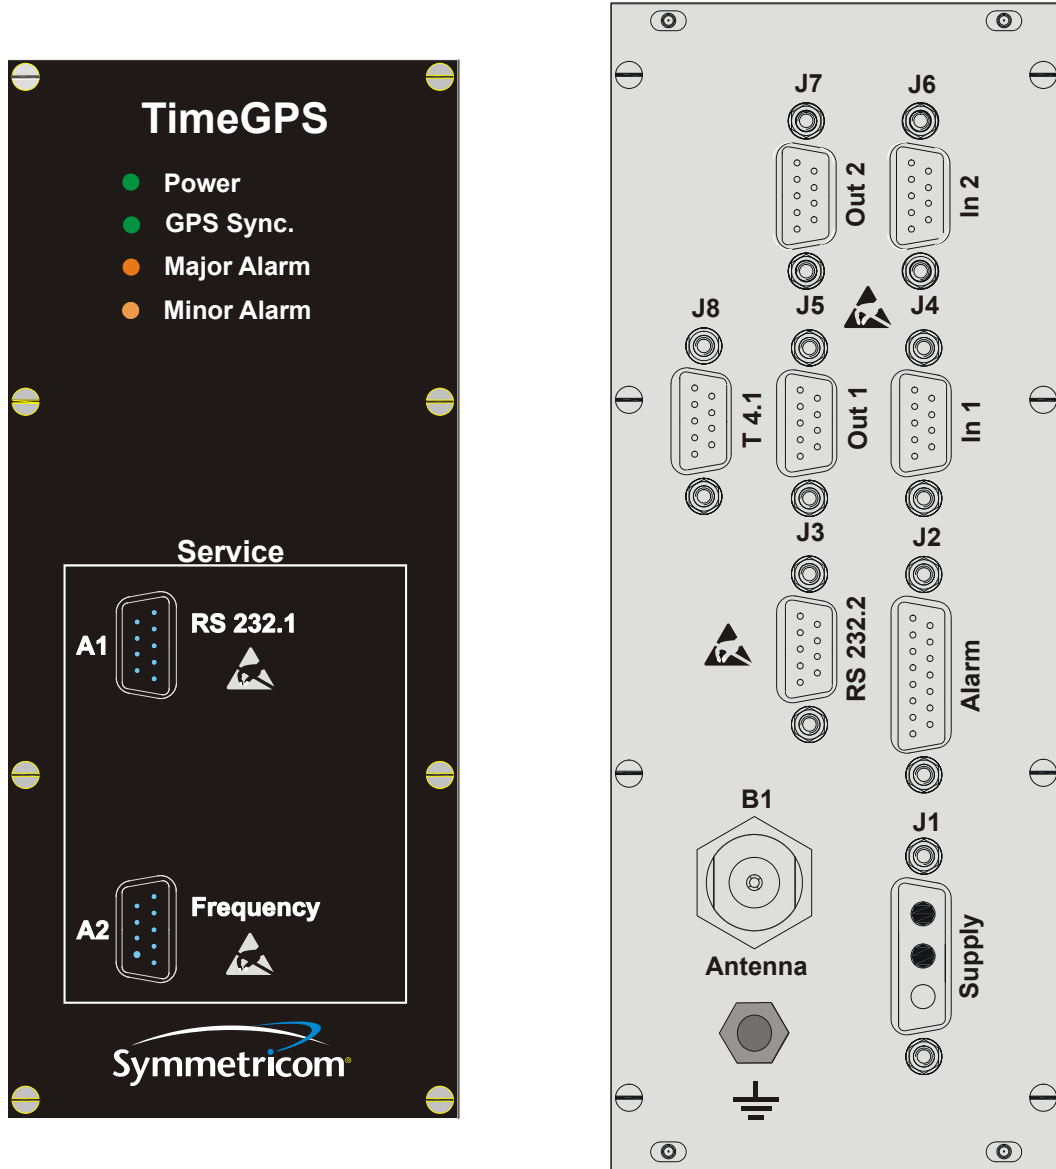 TimeGPS
Power
GPS Sync.
Major Alarm
Minor Alarm
Service
A1
RS 232.1
A2
Frequency
Symmetricom
J7
J6
Out 2
In 2
J8
J5
J4
T 4.1
Out 1
In 1
J3
J2
RS 232.2
Alarm
B1
J1
Antenna
Supply